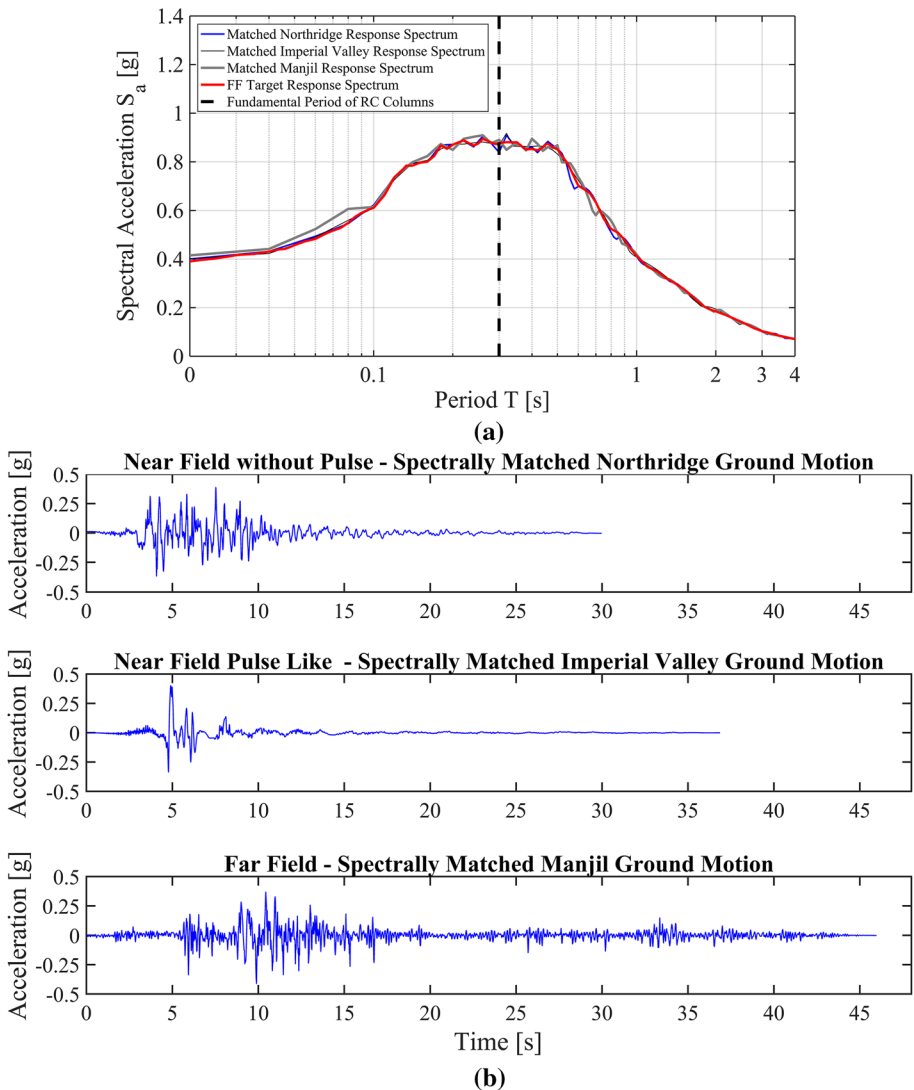 1.4
1.2
1
0.8
0.6
0.4
0.2
0
Spectral Acceleration Sa [g]
Matched Northridge Response Spectrum
Matched Imperial Valley Response Spectrum
Matched Manjil Response Spectrum
FF Target Response Spectrum
Fundamental Period of RC Columns
0 0.1 1 2 3 4
Period T [s]
(a)
Near Field without Pulse - Spectrally Matched Northridge Ground Motion
Acceleration [g]
0.5
0.25
0
-0.25
-0.5
0 5 10 15 20 25 30 35 40 45
Near Field Pulse Like - Spectrally Matched Imperial Valley Ground Motion
Acceleration [g]
0.5
0.25
0
-0.25
-0.5
0 5 10 15 20 25 30 35 40 45
Far Field - Spectrally Matched Manjil Ground Motion
Acceleration [g]
0.5
0.25
0
-0.25
-0.5
0 5 10 15 20 25 30 35 40 45
Time [s]
(b)